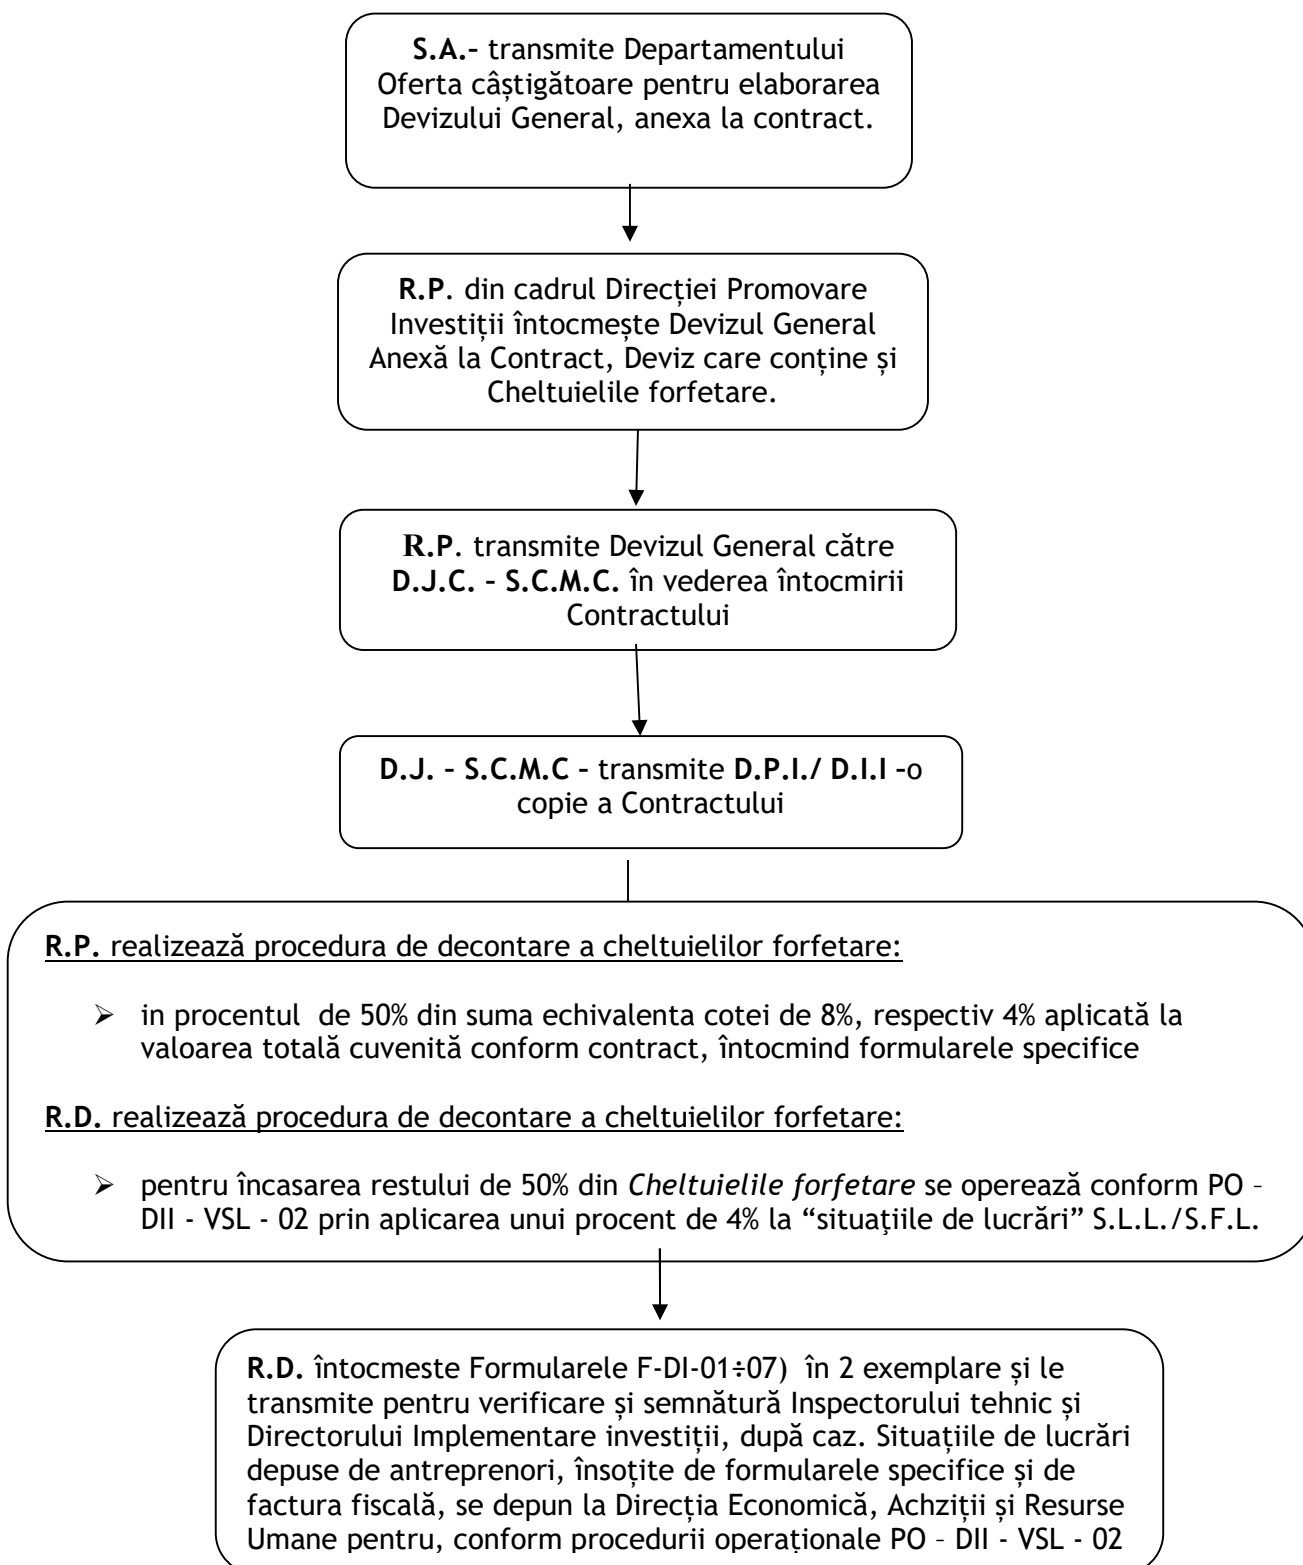 S.A.– transmite Departamentului
Oferta câștigătoare pentru elaborarea
Devizului General, anexa la contract.
R.P. din cadrul Direcției Promovare
Investiții întocmește Devizul General
Anexă la Contract, Deviz care conține și
Cheltuielile forfetare.
R.P. transmite Devizul General către
D.J.C. – S.C.M.C. în vederea întocmirii
Contractului
D.J. – S.C.M.C – transmite D.P.I./ D.I.I –o
copie a Contractului
R.P. realizează procedura de decontare a cheltuielilor forfetare:
➢ in procentul de 50% din suma echivalenta cotei de 8%, respectiv 4% aplicată la
valoarea totală cuvenită conform contract, întocmind formularele specifice
R.D. realizează procedura de decontare a cheltuielilor forfetare:
➢ pentru încasarea restului de 50% din Cheltuielile forfetare se operează conform PO –
DII - VSL - 02 prin aplicarea unui procent de 4% la “situațiile de lucrări” S.L.L./S.F.L.
R.D. întocmeste Formularele F-DI-01÷07) în 2 exemplare și le
transmite pentru verificare și semnătură Inspectorului tehnic și
Directorului Implementare investiții, după caz. Situațiile de lucrări
depuse de antreprenori, însoțite de formularele specifice și de
factura fiscală, se depun la Direcția Economică, Achziții și Resurse
Umane pentru, conform procedurii operaționale PO – DII - VSL - 02